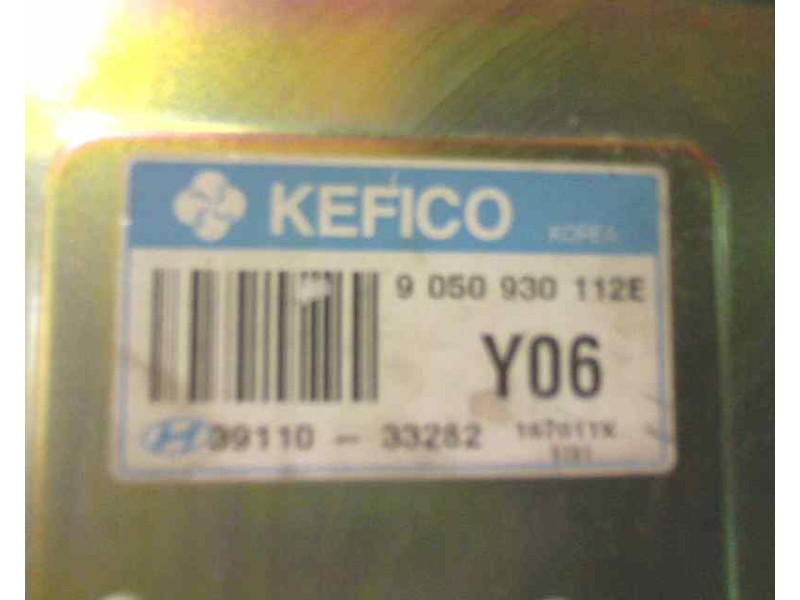 KEFICO KOREA
9 050 930 112E
Y06
39110 - 33282